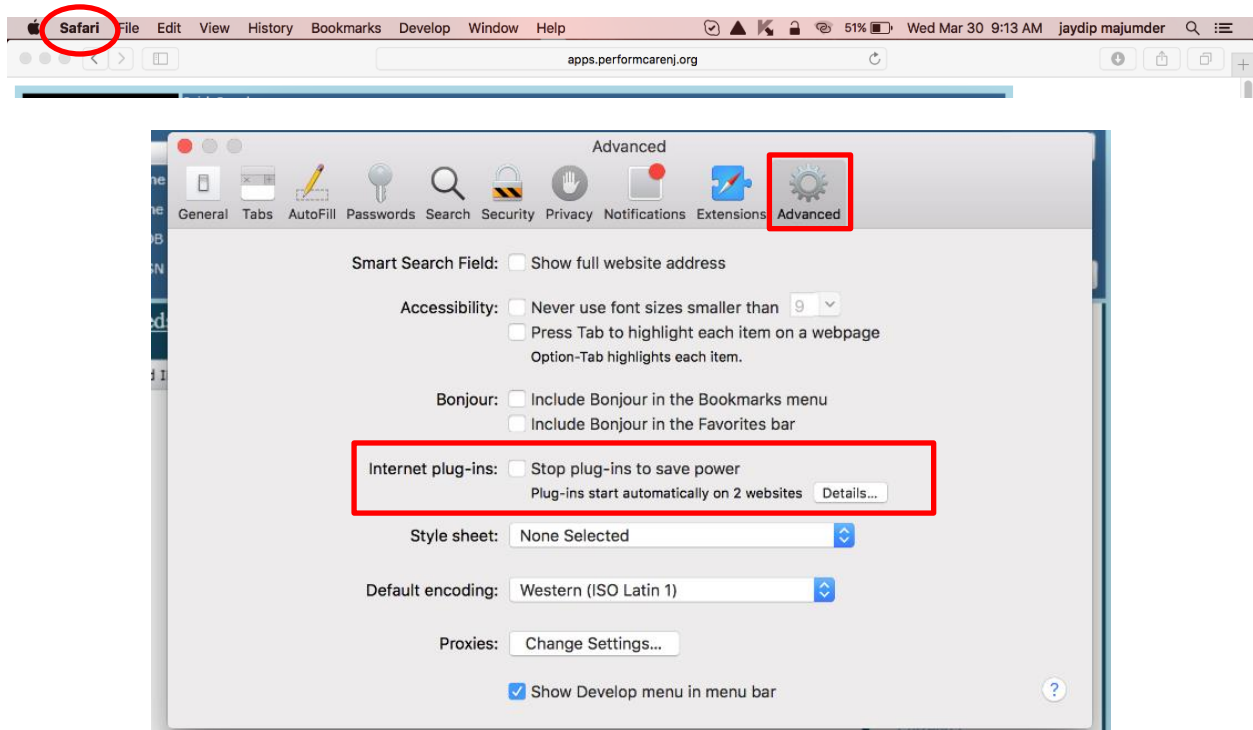 Safari File Edit View History Bookmarks Develop Window Help 51% Wed Mar 30 9:13 AM jaydip majumder
apps.performcarenj.org
Advanced
General Tabs AutoFill Passwords Search Security Privacy Notifications Extensions Advanced
Smart Search Field: Show full website address
Accessibility: Never use font sizes smaller than 9
Press Tab to highlight each item on a webpage
Option-Tab highlights each item.
Bonjour: Include Bonjour in the Bookmarks menu
Include Bonjour in the Favorites bar
Internet plug-ins: Stop plug-ins to save power
Plug-ins start automatically on 2 websites Details...
Style sheet: None Selected
Default encoding: Western (ISO Latin 1)
Proxies: Change Settings...
Show Develop menu in menu bar
?